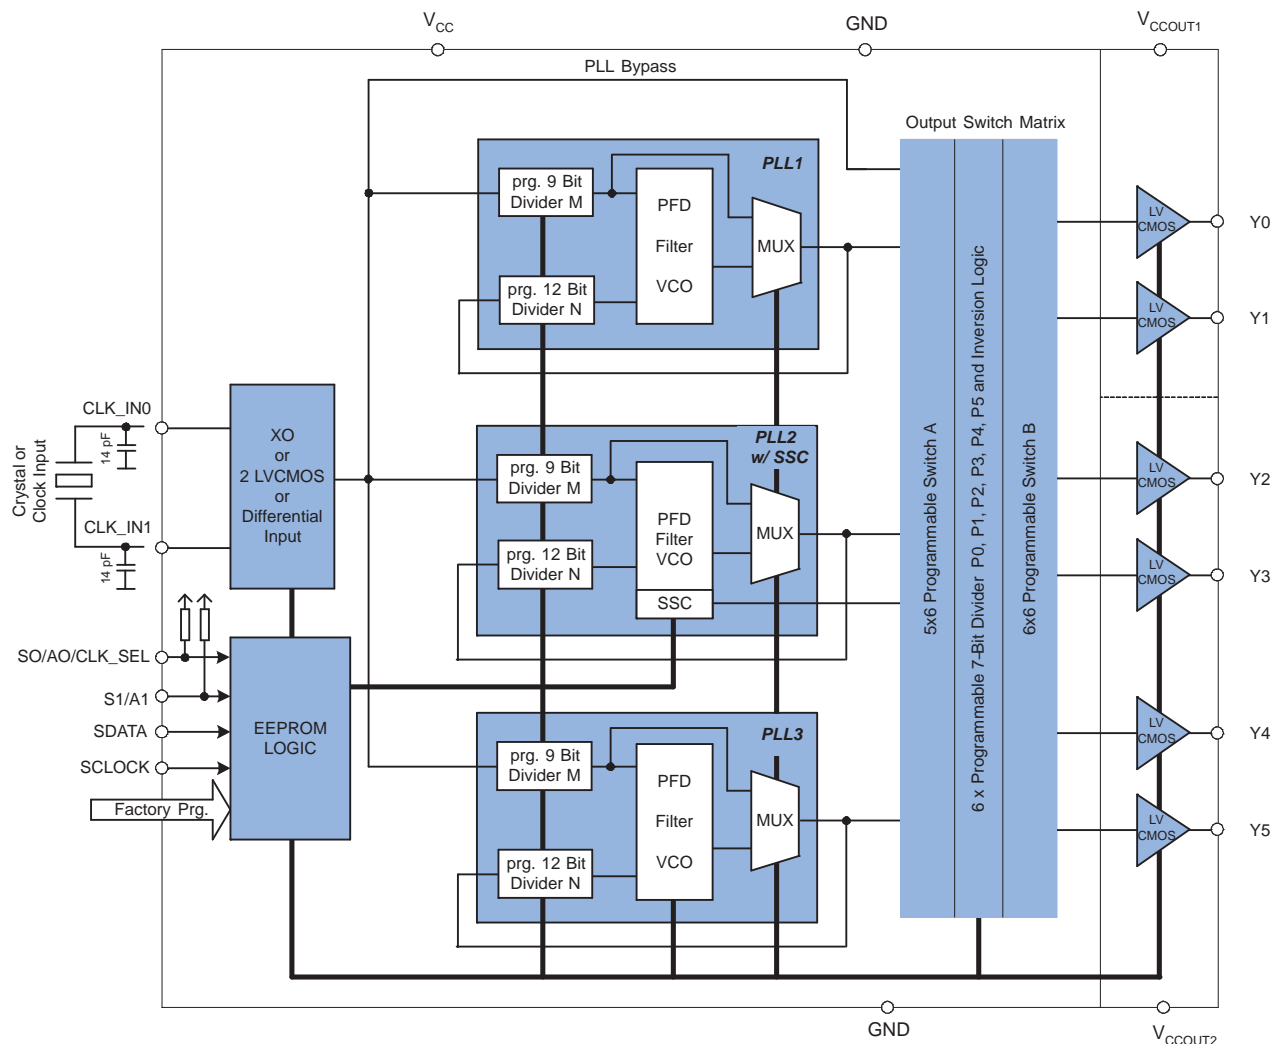 V_CC
GND
V_CCOUT1
PLL Bypass
Output Switch Matrix
PLL1
prg. 9 Bit
Divider M
PFD
Filter
VCO
MUX
prg. 12 Bit
Divider N
LV
CMOS
Y0
LV
CMOS
Y1
Crystal or
Clock Input
CLK_IN0
14 pF
CLK_IN1
14 pF
XO
or
2 LVCMOS
or
Differential
Input
PLL2
w/ SSC
prg. 9 Bit
Divider M
prg. 12 Bit
Divider N
PFD
Filter
VCO
SSC
MUX
5x6 Programmable Switch A
6 x Programmable 7-Bit Divider P0, P1, P2, P3, P4, P5 and Inversion Logic
6x6 Programmable Switch B
LV
CMOS
Y2
LV
CMOS
Y3
SO/AO/CLK_SEL
S1/A1
SDATA
SCLOCK
Factory Prg.
EEPROM
LOGIC
PLL3
prg. 9 Bit
Divider M
prg. 12 Bit
Divider N
PFD
Filter
VCO
MUX
LV
CMOS
Y4
LV
CMOS
Y5
GND
V_CCOUT2